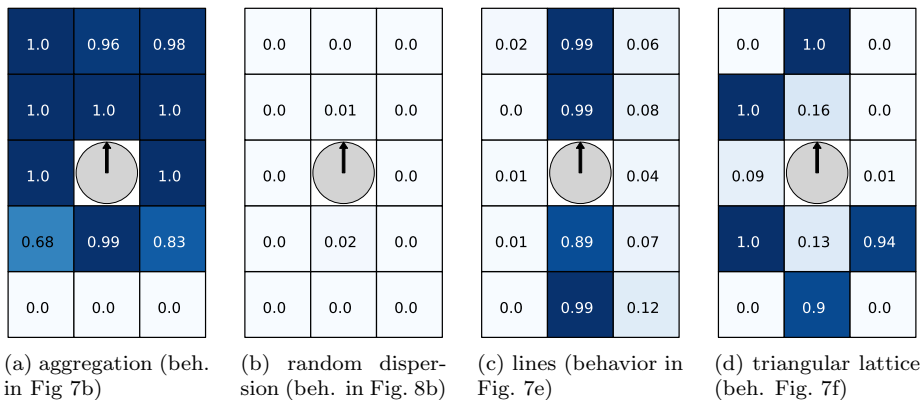 1.0 0.96 0.98
1.0 1.0 1.0
1.0 1.0
0.68 0.99 0.83
0.0 0.0 0.0
(a) aggregation (beh.
in Fig 7b)
0.0 0.0 0.0
0.0 0.01 0.0
0.0 0.0
0.0 0.02 0.0
0.0 0.0 0.0
(b) random disper-
sion (beh. in Fig. 8b)
0.02 0.99 0.06
0.0 0.99 0.08
0.01 0.04
0.01 0.89 0.07
0.0 0.99 0.12
(c) lines (behavior in
Fig. 7e)
0.0 1.0 0.0
1.0 0.16 0.0
0.09 0.01
1.0 0.13 0.94
0.0 0.9 0.0
(d) triangular lattice
(beh. Fig. 7f)